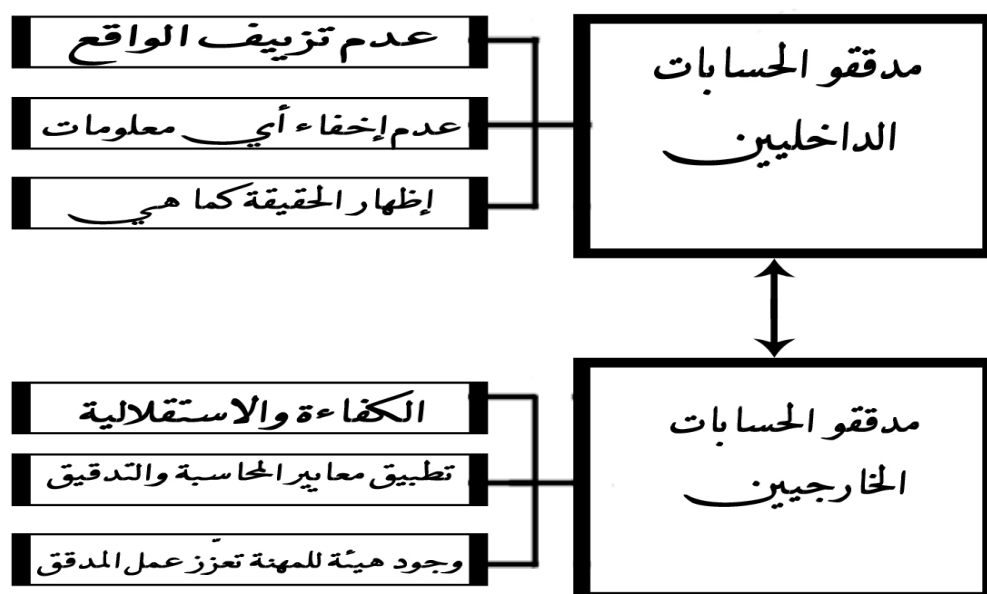 مدققو الحسابات
الداخليين
عدم تزييف الواقع
عدم إخفاء أي معلومات
إظهار الحقيقة كما هي
مدققو الحسابات
الخارجيين
الكفاءة والاستقلالية
تطبيق معايير المحاسبة والتدقيق
وجود هيئة للمهنة تعزّز عمل المدقق